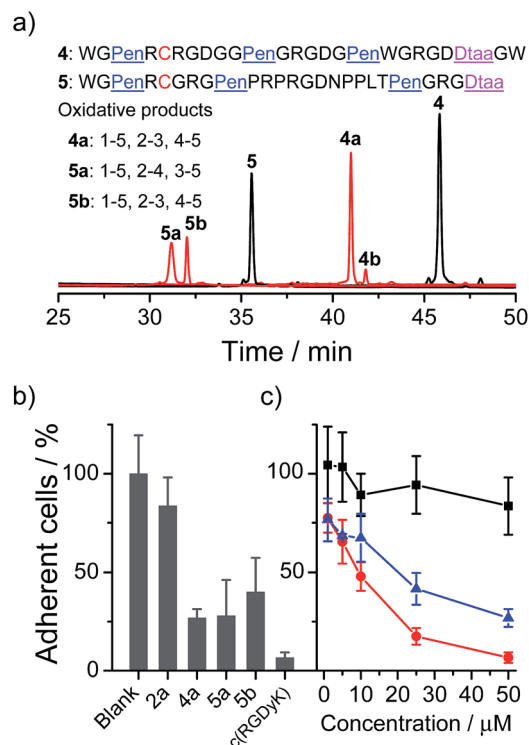 a)
4: WGPenRCRGDGGPenGRGDGPenWGRGDDtaaGW
5: WGPenRCGRGPenPRPRGDNPPLTPenGRGDtaa
Oxidative products
4a: 1-5, 2-3, 4-5
5a: 1-5, 2-4, 3-5
5b: 1-5, 2-3, 4-5
5a 5b 5 4a 4b 4
25 30 35 40 45 50
Time / min
b) c)
Adherent cells / %
100
50
0
Blank 2a 4a 5a 5b c(RGDyK)
100
50
0
0 10 20 30 40 50
Concentration / μM